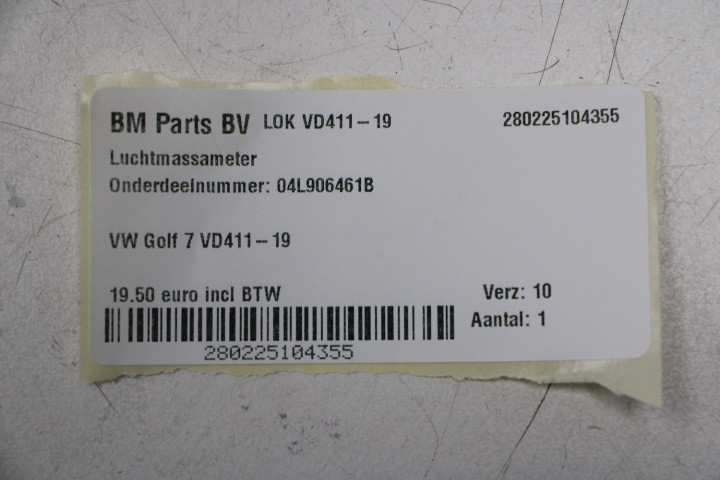 BM Parts BV LOK VD411-19 280225104355
Luchtmassameter
Onderdeelnummer: 04L906461B
VW Golf 7 VD411-19
19.50 euro incl BTW Verz: 10
Aantal: 1
280225104355